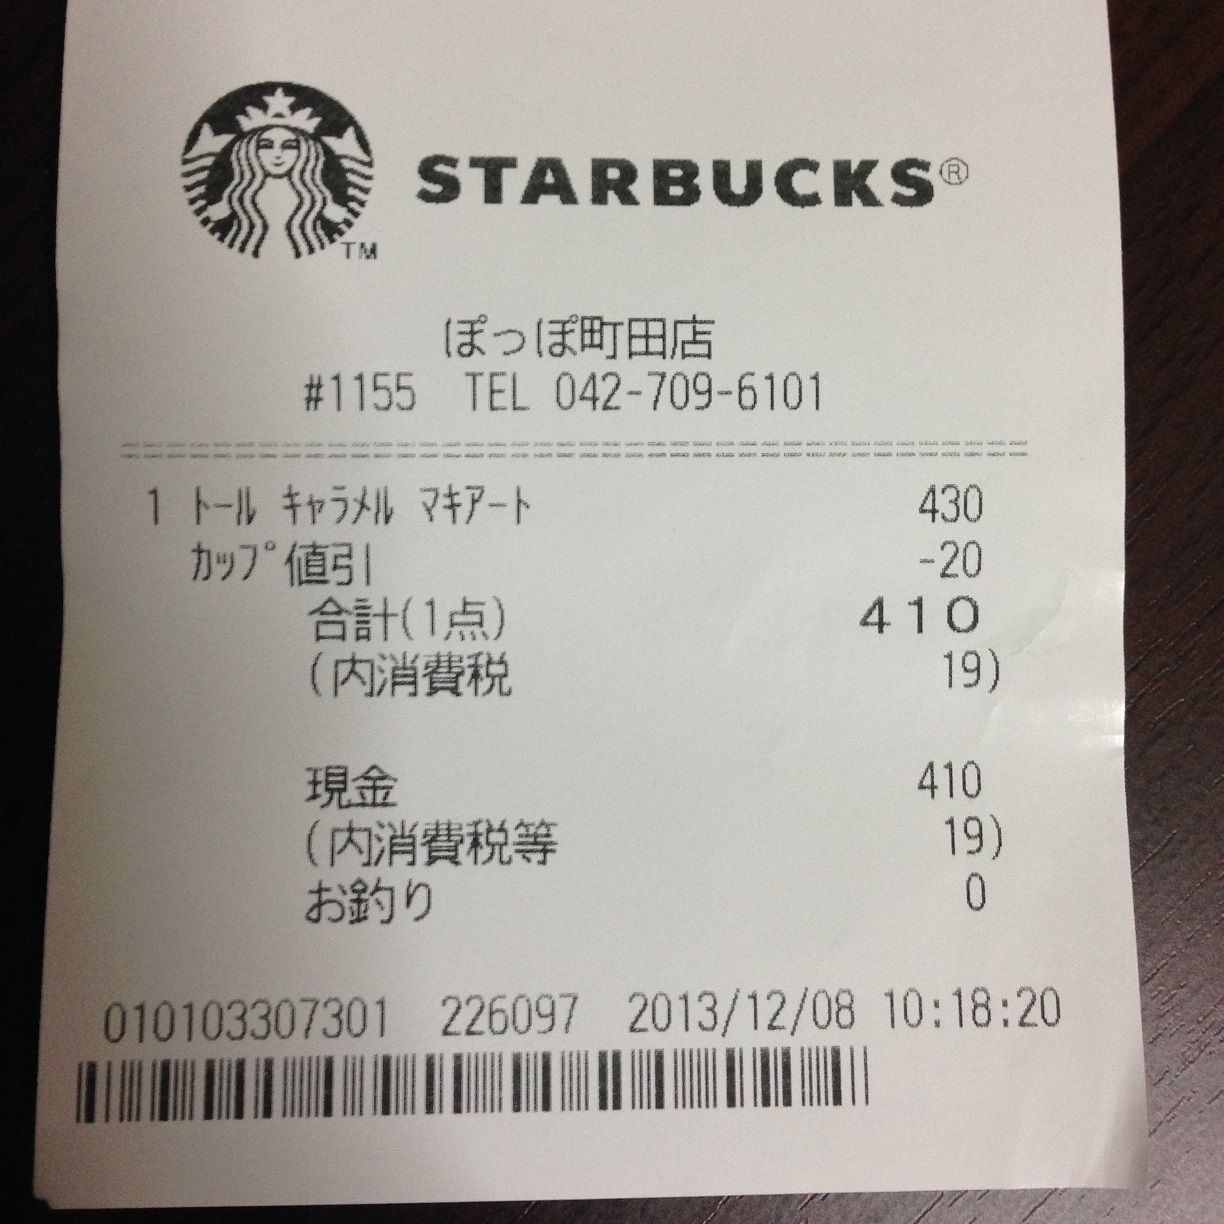 TM
STARBUCKS®
ぽっぽ町田店
#1155 TEL 042-709-6101
1 ﾄｰﾙ ｷｬﾗﾒﾙ ﾏｷｱｰﾄ 430
ｶｯﾌﾟ値引 -20
合計(1点) 410
(内消費税 19)
現金 410
(内消費税等 19)
お釣り 0
010103307301 226097 2013/12/08 10:18:20